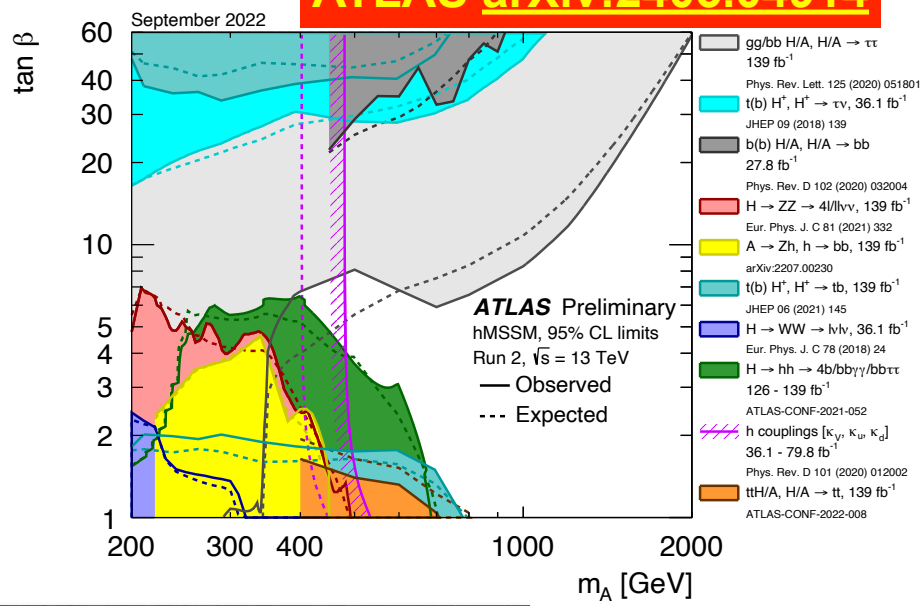 ATLAS
September 2022
tan β
60
40
30
20
10
5
4
3
2
1
200
300
400
1000
2000
m_A [GeV]
ATLAS Preliminary
hMSSM, 95% CL limits
Run 2, √s = 13 TeV
Observed
Expected
gg/bb H/A, H/A → ττ
139 fb⁻¹
Phys. Rev. Lett. 125 (2020) 051801
t(b) H⁺, H⁺ → τν, 36.1 fb⁻¹
JHEP 09 (2018) 139
b(b) H/A, H/A → bb
27.8 fb⁻¹
Phys. Rev. D 102 (2020) 032004
H → ZZ → 4l/llνν, 139 fb⁻¹
Eur. Phys. J. C 81 (2021) 332
A → Zh, h → bb, 139 fb⁻¹
arXiv:2207.00230
t(b) H⁺, H⁺ → tb, 139 fb⁻¹
JHEP 06 (2021) 145
H → WW → lνlν, 36.1 fb⁻¹
Eur. Phys. J. C 78 (2018) 24
H → hh → 4b/bbγγ/bbττ
126 - 139 fb⁻¹
ATLAS-CONF-2021-052
h couplings [κ_V, κ_u, κ_d]
36.1 - 79.8 fb⁻¹
Phys. Rev. D 101 (2020) 012002
ttH/A, H/A → tt, 139 fb⁻¹
ATLAS-CONF-2022-008